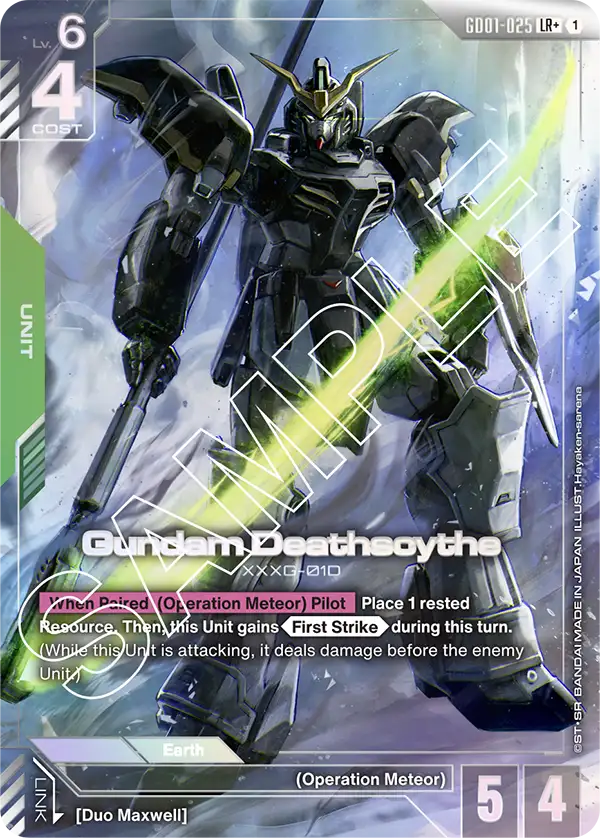 Lv. 6
4
COST
GD01-025 LR+ 1
UNIT
SAMPLE
Gundam Deathscythe
XXXG-01D
When Paired (Operation Meteor) Pilot Place 1 rested
Resource. Then, this Unit gains First Strike during this turn.
(While this Unit is attacking, it deals damage before the enemy
Unit.)
Earth
(Operation Meteor)
LINK
[Duo Maxwell]
5 4
©ST・SR BANDAI MADE IN JAPAN ILLUST.Hayaken-sarena